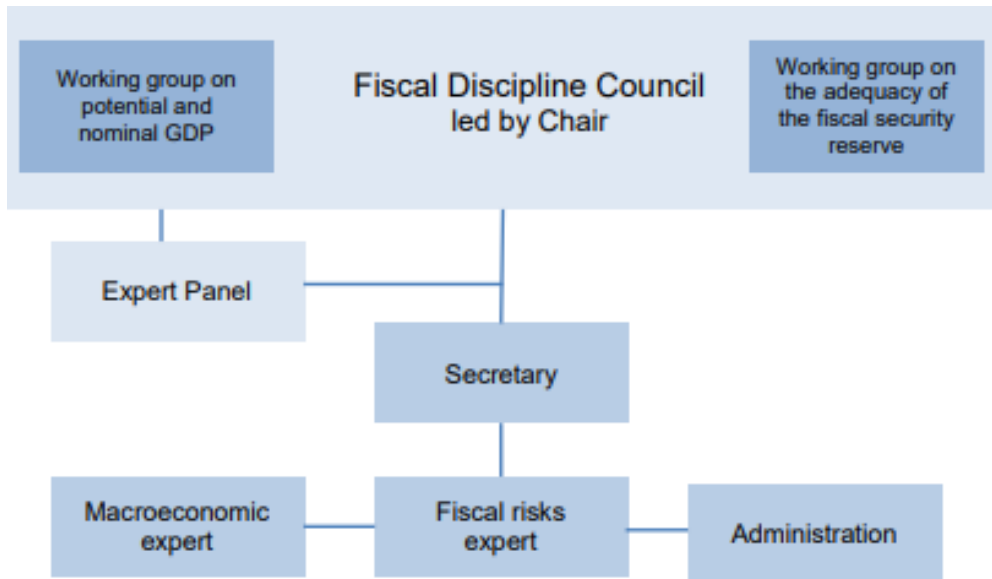 Working group on
potential and
nominal GDP
Fiscal Discipline Council
led by Chair
Working group on
the adequacy of
the fiscal security
reserve
Expert Panel
Secretary
Macroeconomic
expert
Fiscal risks
expert
Administration